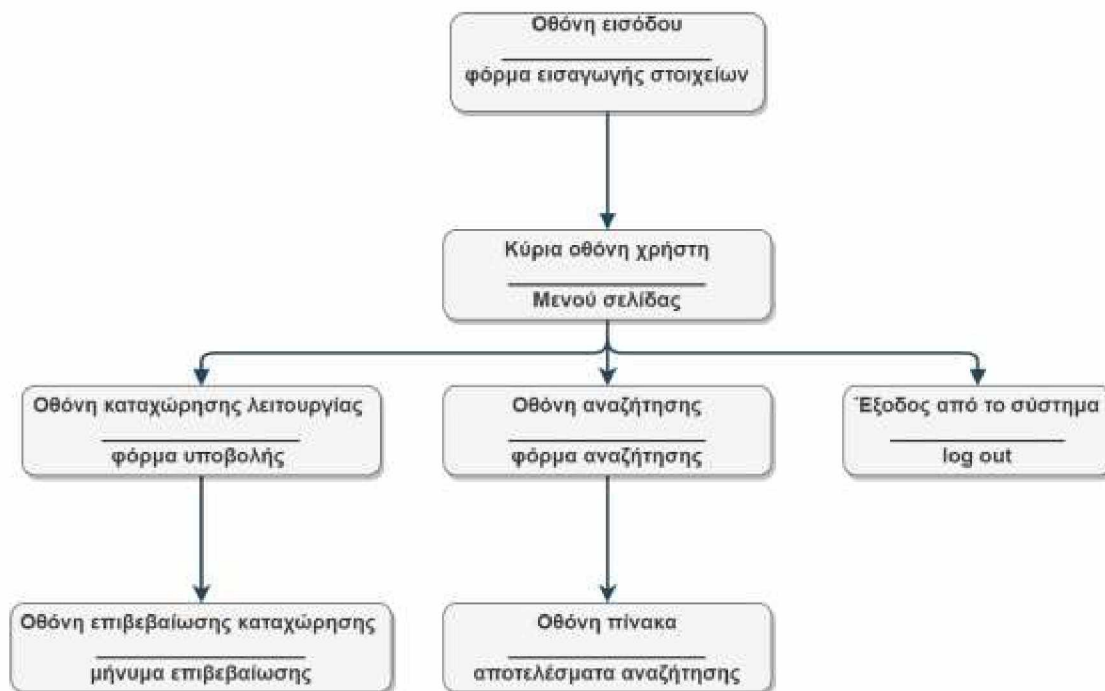 Οθόνη εισόδου
φόρμα εισαγωγής στοιχείων
Κύρια οθόνη χρήστη
Μενού σελίδας
Οθόνη καταχώρησης λειτουργίας
φόρμα υποβολής
Οθόνη αναζήτησης
φόρμα αναζήτησης
Έξοδος από το σύστημα
log out
Οθόνη επιβεβαίωσης καταχώρησης
μήνυμα επιβεβαίωσης
Οθόνη πίνακα
αποτελέσματα αναζήτησης